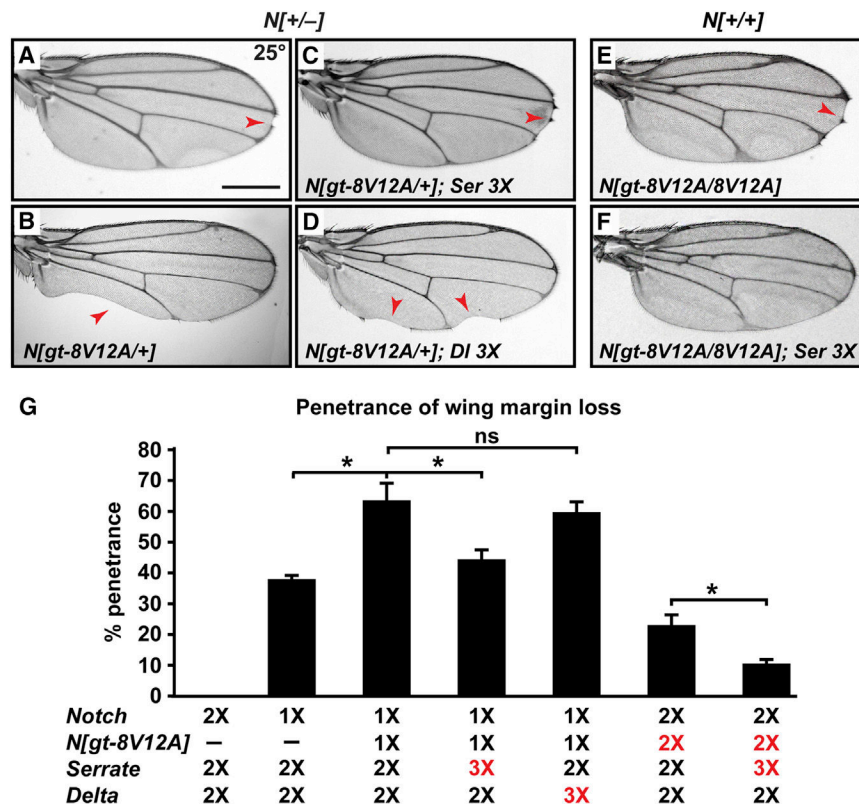 N[+/–]
N[+/+]
A
25°
C
N[gt-8V12A/+]; Ser 3X
E
N[gt-8V12A/8V12A]
B
N[gt-8V12A/+]
D
N[gt-8V12A/+]; Dl 3X
F
N[gt-8V12A/8V12A]; Ser 3X
G
Penetrance of wing margin loss
% penetrance
80
70
60
50
40
30
20
10
0
ns
* * *
Notch 2X 1X 1X 1X 1X 2X 2X
N[gt-8V12A] – – 1X 1X 1X 2X 2X
Serrate 2X 2X 2X 3X 2X 2X 3X
Delta 2X 2X 2X 2X 3X 2X 2X